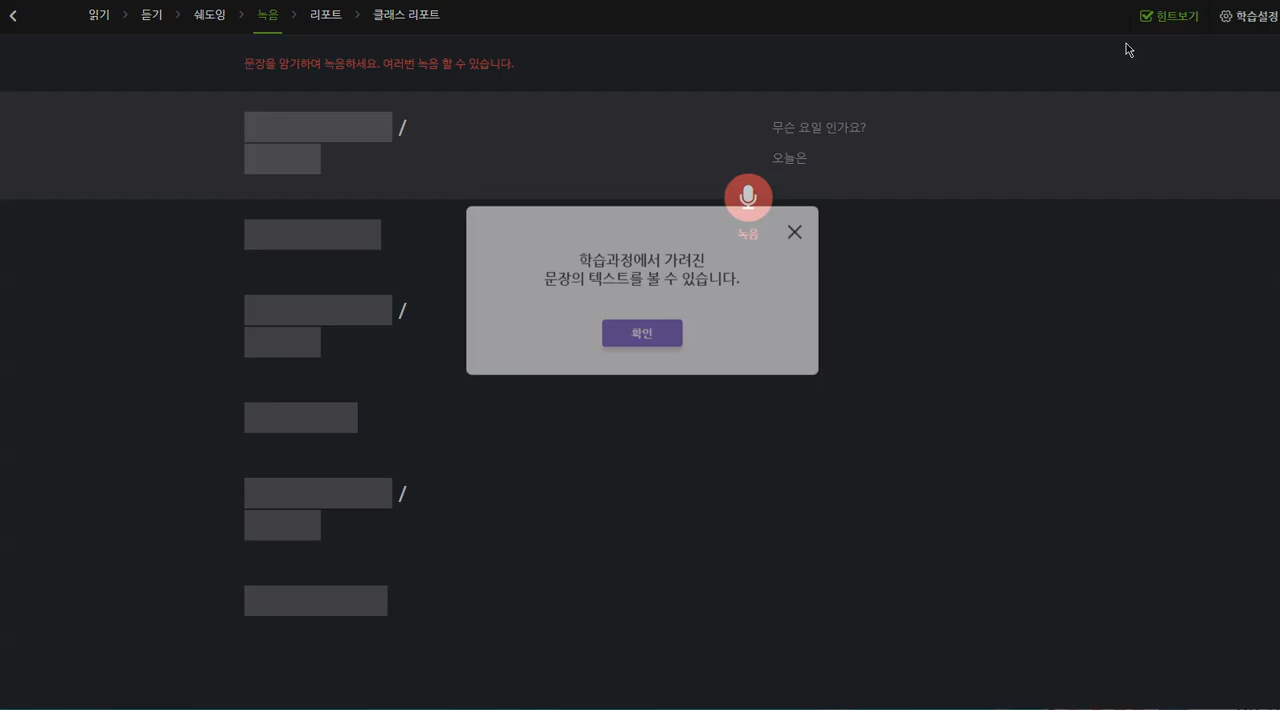 읽기 > 듣기 > 쉐도잉 > 녹음 > 리포트 > 클래스 리포트
힌트보기
학습설정
문장을 암기하여 녹음하세요. 여러번 녹음 할 수 있습니다.
/
무슨 요일 인가요?
오늘은
녹음
학습과정에서 가려진
문장의 텍스트를 볼 수 있습니다.
확인
/
/